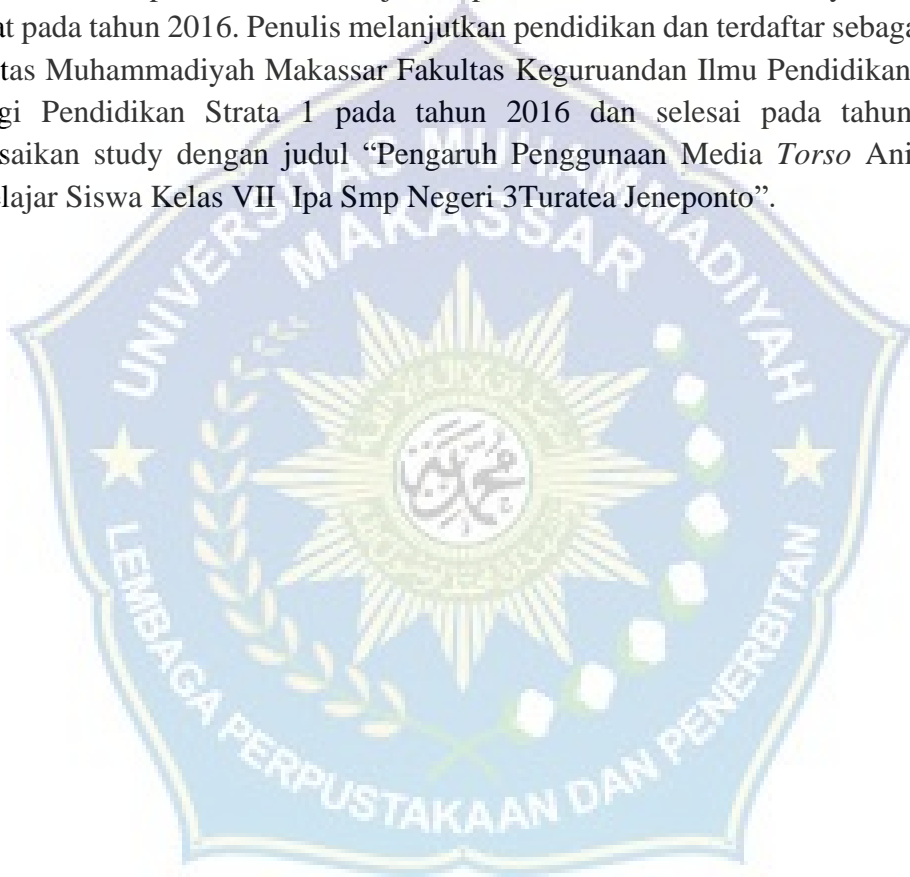 at pada tahun 2016. Penulis melanjutkan pendidikan dan terdaftar sebaga
tas Muhammadiyah Makassar Fakultas Keguruandan Ilmu Pendidikan
gi Pendidikan Strata 1 pada tahun 2016 dan selesai pada tahun
saikan study dengan judul “Pengaruh Penggunaan Media Torso Ani
lajar Siswa Kelas VII Ipa Smp Negeri 3Turatea Jeneponto”.
UNIVERSITAS MUHAMMADIYAH
MAKASSAR
محمد
LEMBAGA PERPUSTAKAAN DAN PENERBITAN